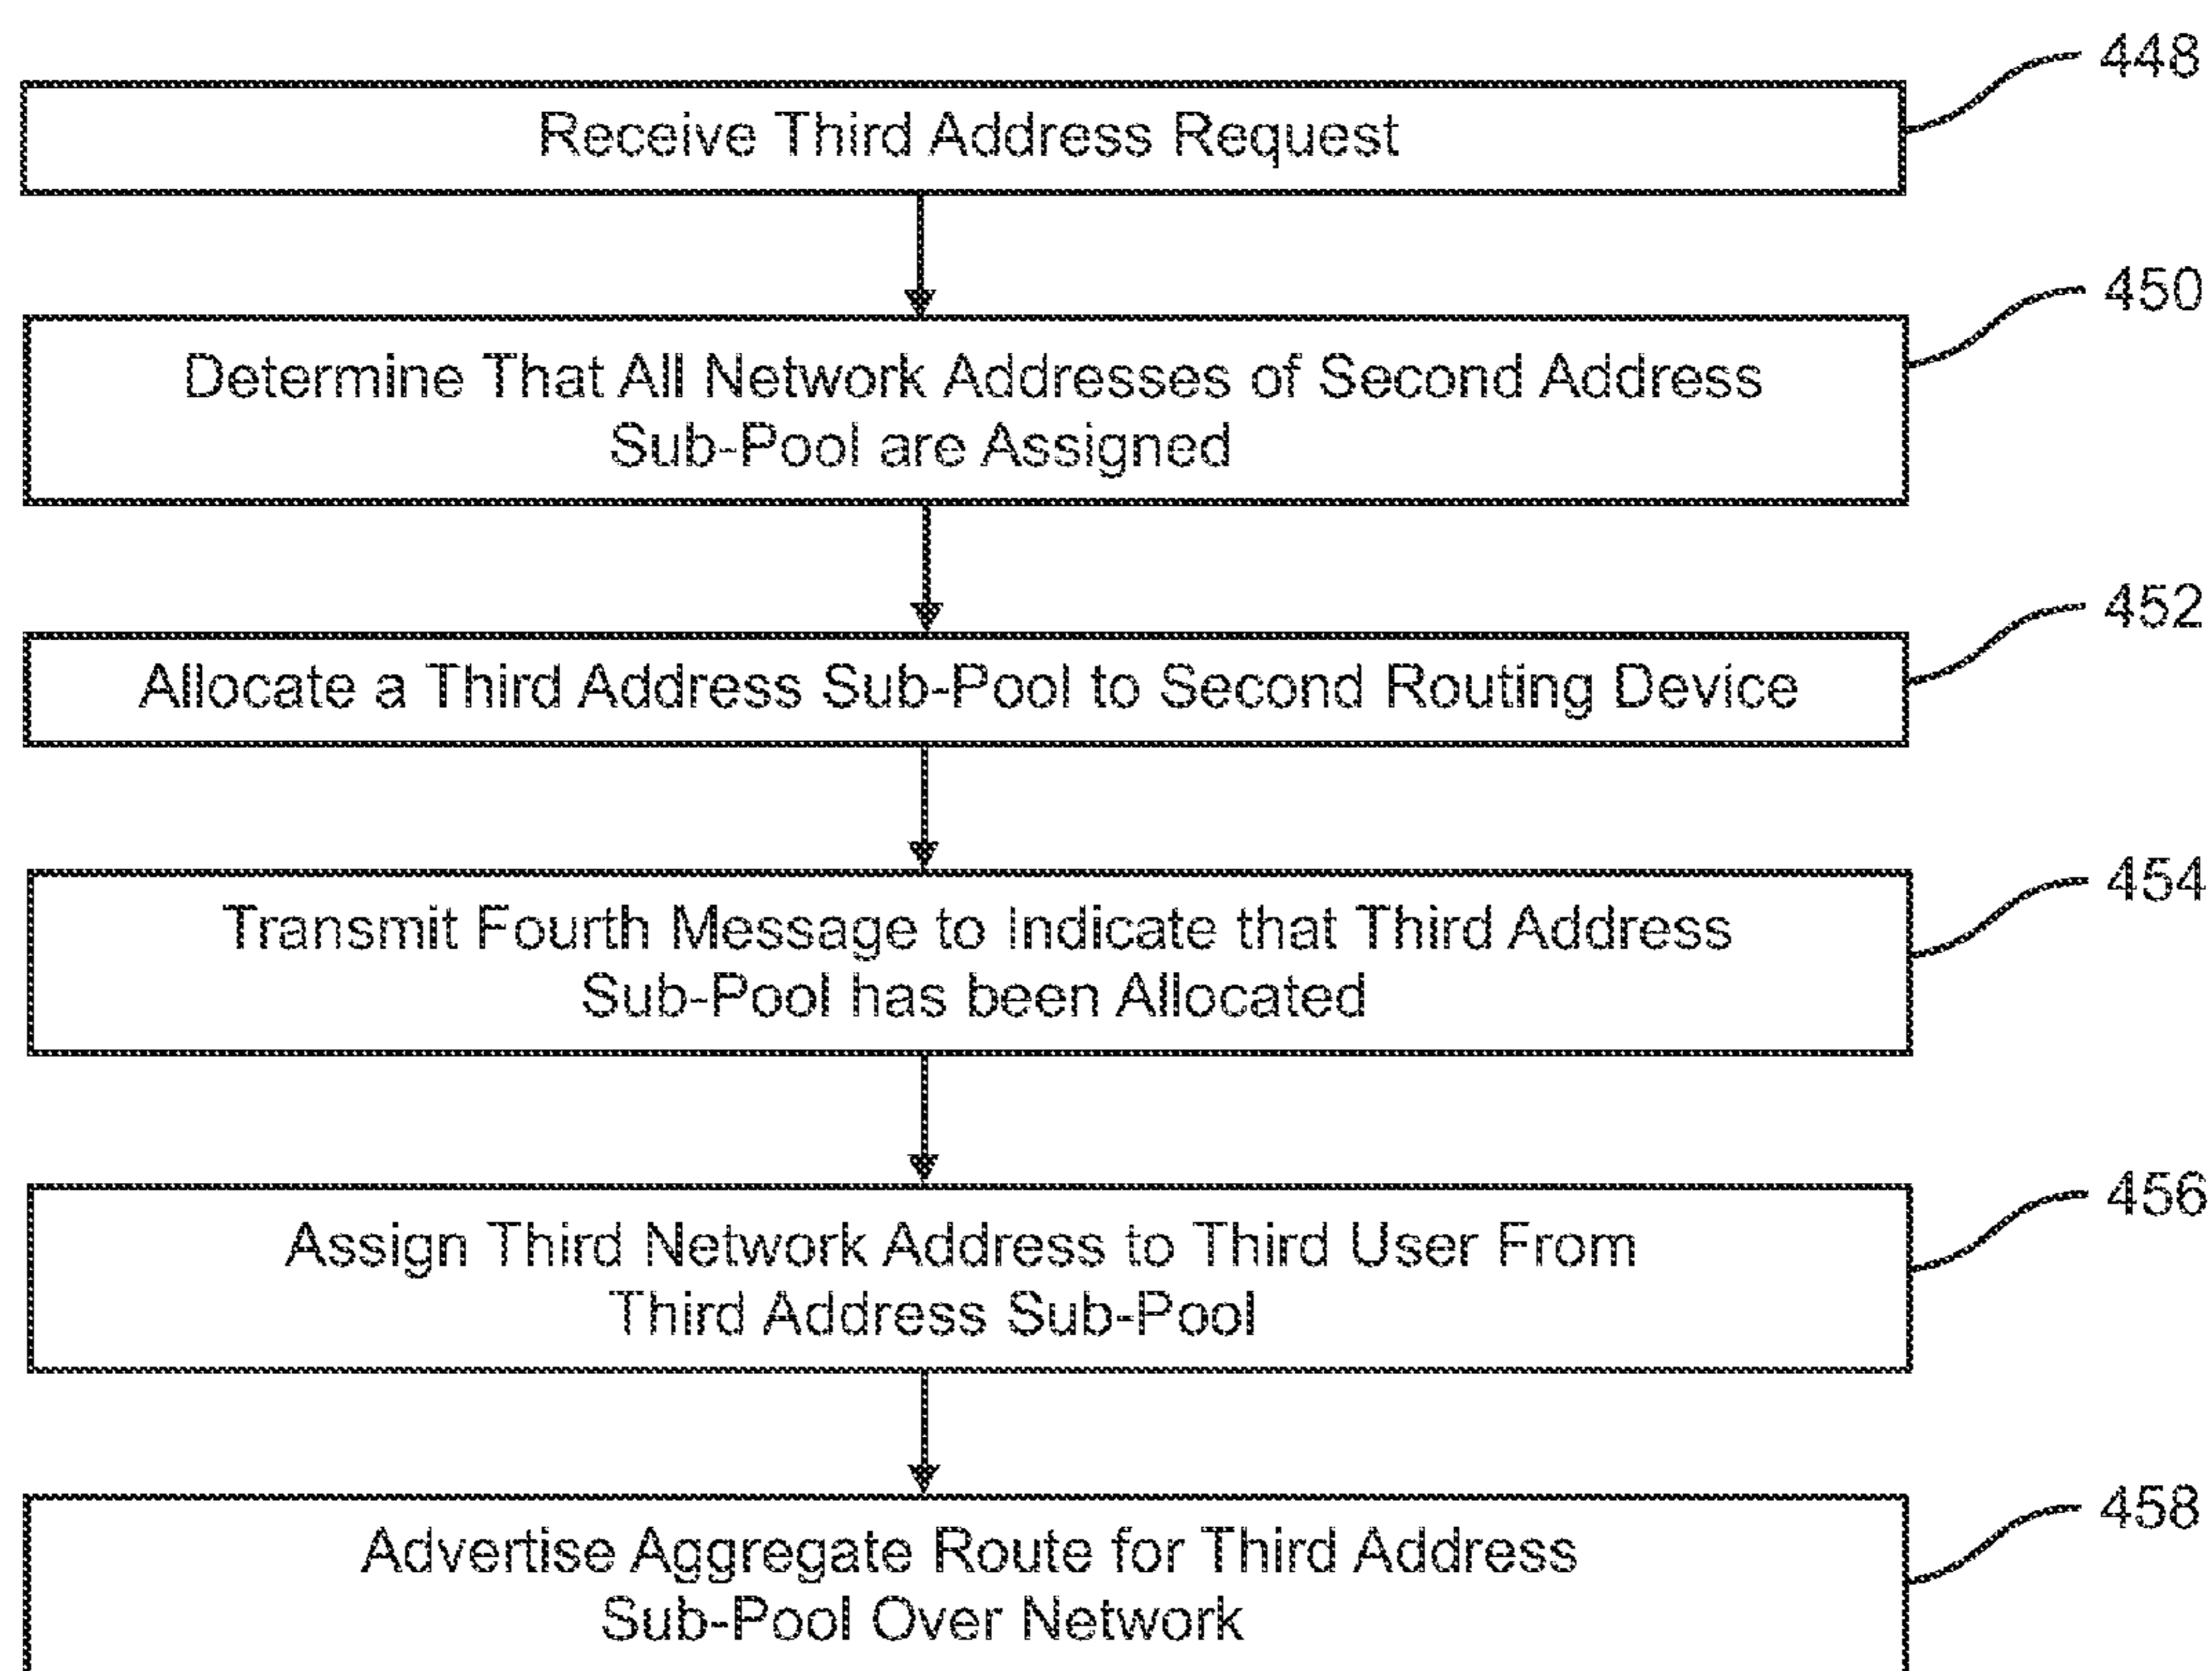 448
Receive Third Address Request
450
Determine That All Network Addresses of Second Address
Sub-Pool are Assigned
452
Allocate a Third Address Sub-Pool to Second Routing Device
454
Transmit Fourth Message to Indicate that Third Address
Sub-Pool has been Allocated
456
Assign Third Network Address to Third User From
Third Address Sub-Pool
458
Advertise Aggregate Route for Third Address
Sub-Pool Over Network